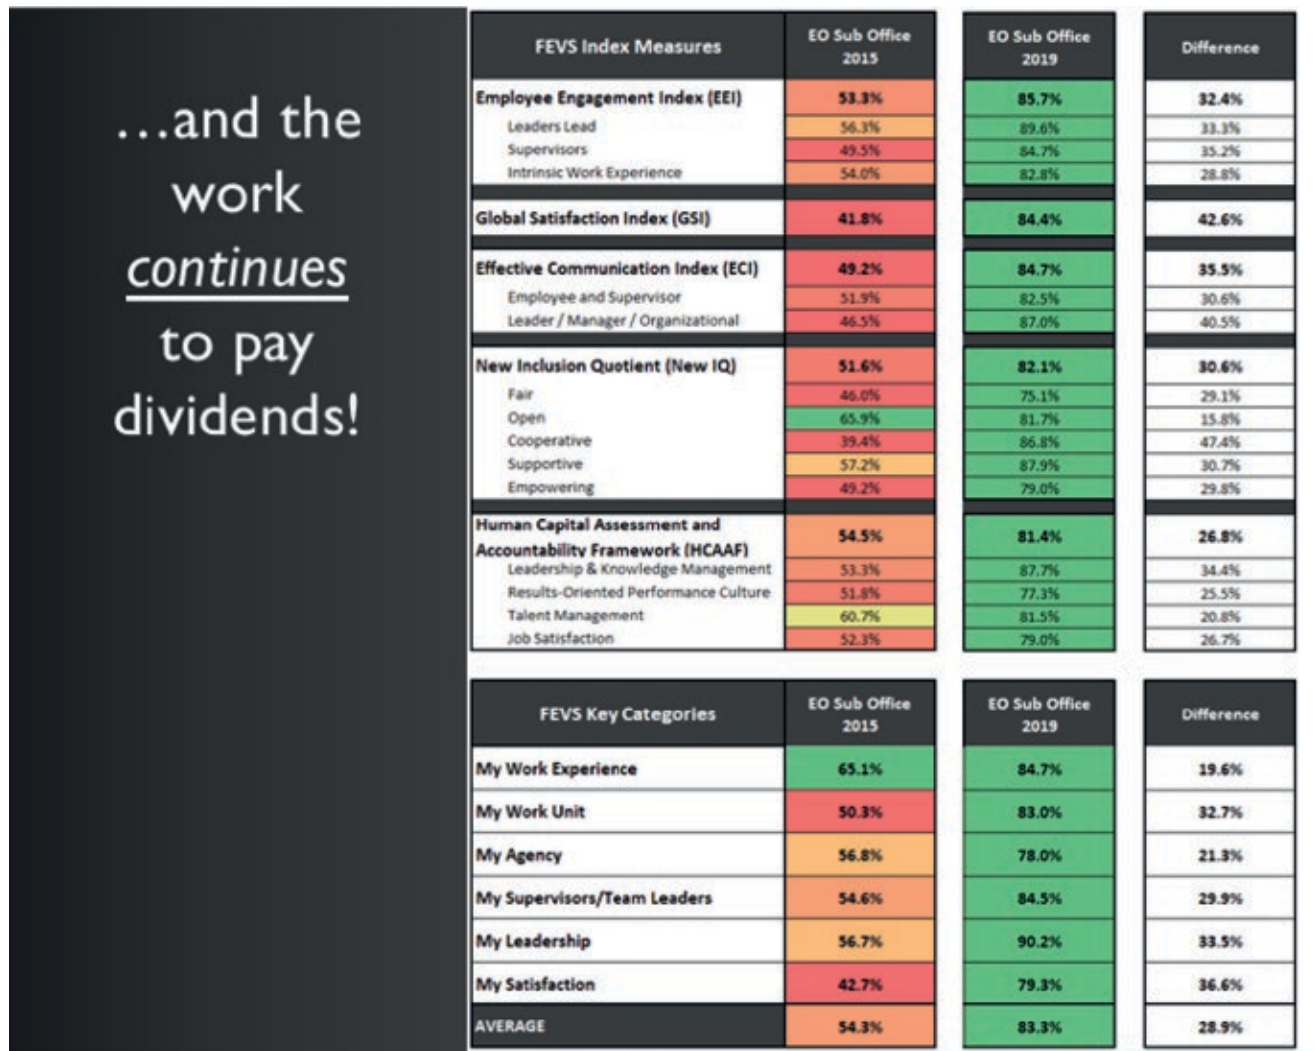 ...and the
work
continues
to pay
dividends!
FEVS Index Measures EO Sub Office 2015 EO Sub Office 2019 Difference
Employee Engagement Index (EEI) 53.3% 85.7% 32.4%
Leaders Lead 56.3% 89.6% 33.3%
Supervisors 49.5% 84.7% 35.2%
Intrinsic Work Experience 54.0% 82.8% 28.8%
Global Satisfaction Index (GSI) 41.8% 84.4% 42.6%
Effective Communication Index (ECI) 49.2% 84.7% 35.5%
Employee and Supervisor 51.9% 82.5% 30.6%
Leader / Manager / Organizational 46.5% 87.0% 40.5%
New Inclusion Quotient (New IQ) 51.6% 82.1% 30.6%
Fair 46.0% 75.1% 29.1%
Open 65.9% 81.7% 15.8%
Cooperative 39.4% 86.8% 47.4%
Supportive 57.2% 87.9% 30.7%
Empowering 49.2% 79.0% 29.8%
Human Capital Assessment and
Accountability Framework (HCAAF) 54.5% 81.4% 26.8%
Leadership & Knowledge Management 53.3% 87.7% 34.4%
Results-Oriented Performance Culture 51.8% 77.3% 25.5%
Talent Management 60.7% 81.5% 20.8%
Job Satisfaction 52.3% 79.0% 26.7%
FEVS Key Categories EO Sub Office 2015 EO Sub Office 2019 Difference
My Work Experience 65.1% 84.7% 19.6%
My Work Unit 50.3% 83.0% 32.7%
My Agency 56.8% 78.0% 21.3%
My Supervisors/Team Leaders 54.6% 84.5% 29.9%
My Leadership 56.7% 90.2% 33.5%
My Satisfaction 42.7% 79.3% 36.6%
AVERAGE 54.3% 83.3% 28.9%